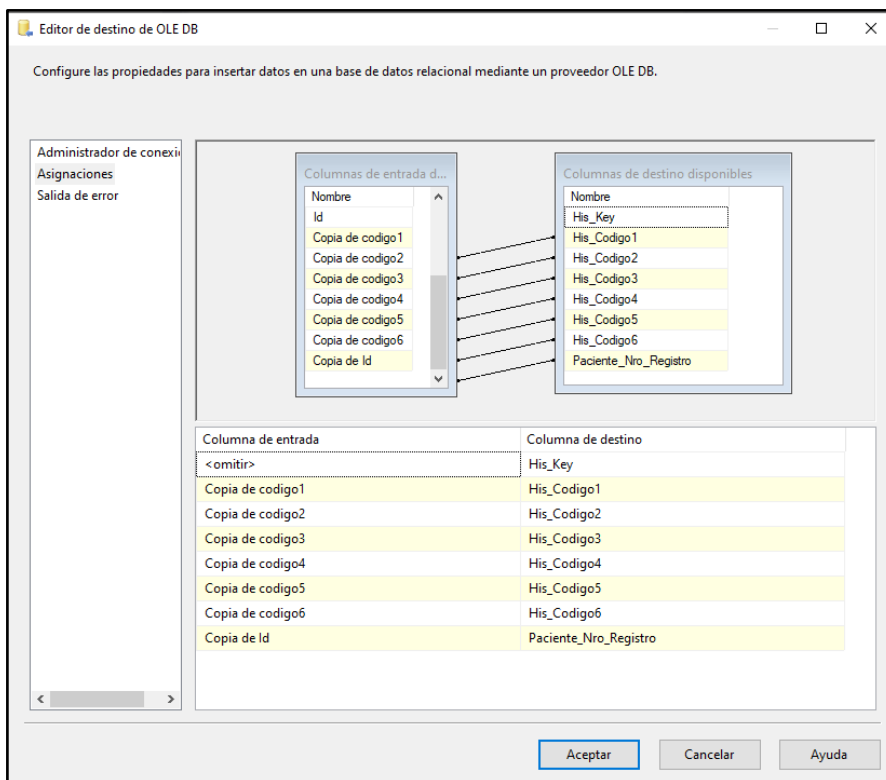 Editor de destino de OLE DB
Configure las propiedades para insertar datos en una base de datos relacional mediante un proveedor OLE DB.
Administrador de conexi
Asignaciones
Salida de error
Columnas de entrada d...
Nombre
Id
Copia de codigo1
Copia de codigo2
Copia de codigo3
Copia de codigo4
Copia de codigo5
Copia de codigo6
Copia de Id
Columnas de destino disponibles
Nombre
His_Key
His_Codigo1
His_Codigo2
His_Codigo3
His_Codigo4
His_Codigo5
His_Codigo6
Paciente_Nro_Registro
Columna de entrada Columna de destino
<omitir> His_Key
Copia de codigo1 His_Codigo1
Copia de codigo2 His_Codigo2
Copia de codigo3 His_Codigo3
Copia de codigo4 His_Codigo4
Copia de codigo5 His_Codigo5
Copia de codigo6 His_Codigo6
Copia de Id Paciente_Nro_Registro
Aceptar Cancelar Ayuda